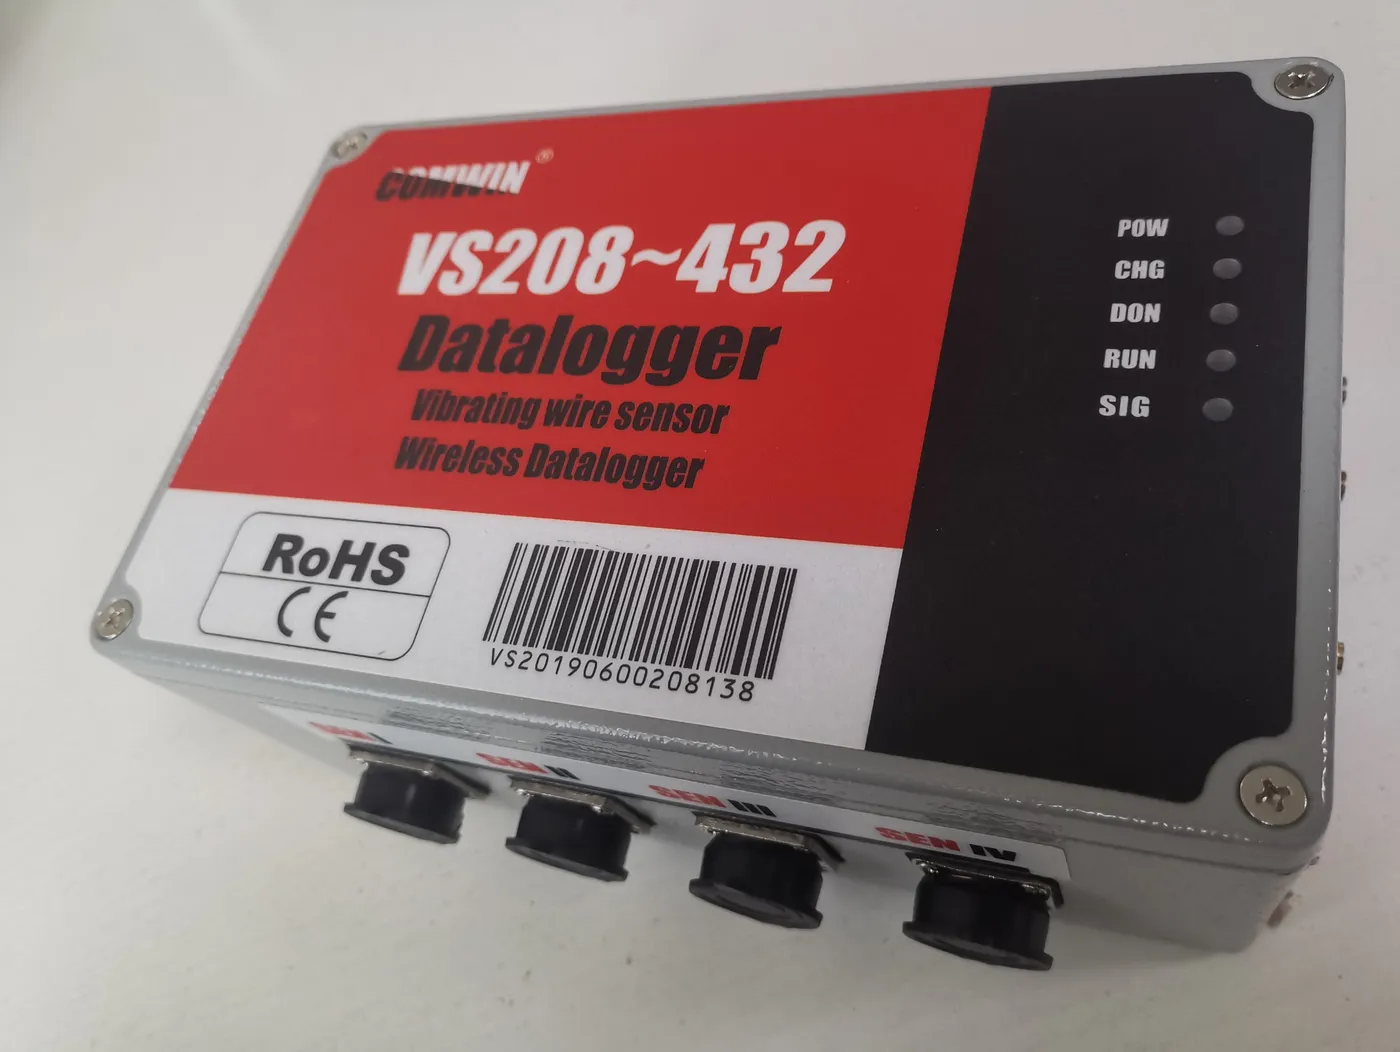 COMWIN®
VS208~432
Datalogger
Vibrating wire sensor
Wireless Datalogger
POW
CHG
DON
RUN
SIG
RoHS
CE
VS20190600208138
SEN I
SEN II
SEN III
SEN IV